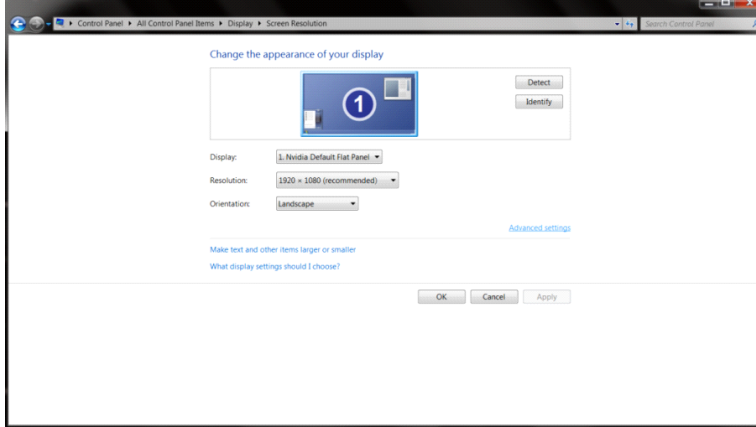 Control Panel ▸ All Control Panel Items ▸ Display ▸ Screen Resolution
Search Control Panel
Change the appearance of your display
1
Detect
Identify
Display: 1. Nvidia Default Flat Panel
Resolution: 1920 × 1080 (recommended)
Orientation: Landscape
Advanced settings
Make text and other items larger or smaller
What display settings should I choose?
OK Cancel Apply